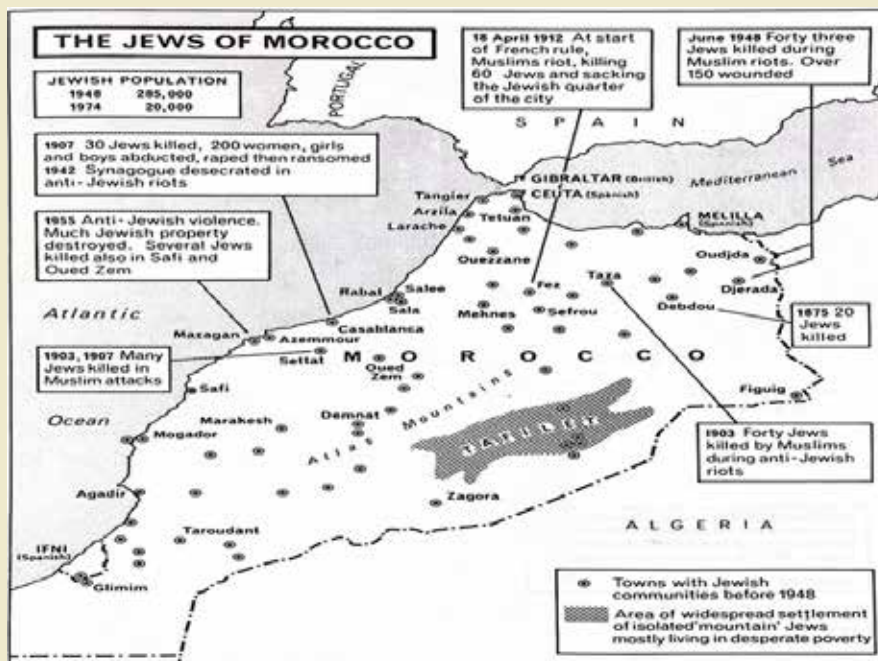 THE JEWS OF MOROCCO
JEWISH POPULATION
1948 285,000
1974 20,000
18 April 1912 At start
of French rule,
Muslims riot, killing
60 Jews and sacking
the Jewish quarter
of the city
June 1948 Forty three
Jews killed during
Muslim riots. Over
150 wounded
1907 30 Jews killed, 200 women, girls
and boys abducted, raped then ransomed
1942 Synagogue desecrated in
anti-Jewish riots
1955 Anti-Jewish violence.
Much Jewish property
destroyed. Several Jews
killed also in Safi and
Oued Zem
1903, 1907 Many
Jews killed in
Muslim attacks
1875 20
Jews
killed
1903 Forty Jews
killed by Muslims
during anti-Jewish
riots
PORTUGAL
SPAIN
GIBRALTAR (British)
CEUTA (Spanish)
Mediterranean Sea
MELILLA
(Spanish)
Tangier
Arzila
Tetuan
Larache
Ouezzane
Oudjda
Djerada
Taza
Fez
Debdou
Rabat
Salee
Sala
Mehnes
Sefrou
Atlantic
Ocean
Casablanca
Mazagan
Azemmour
Settat
MOROCCO
Oued
Zem
Safi
Figuig
Marakesh
Demnat
Atlas Mountains
TAFILET
Mogador
Agadir
Zagora
ALGERIA
Taroudant
IFNI
(Spanish)
Glimim
Towns with Jewish
communities before 1948
Area of widespread settlement
of isolated 'mountain' Jews
mostly living in desperate poverty